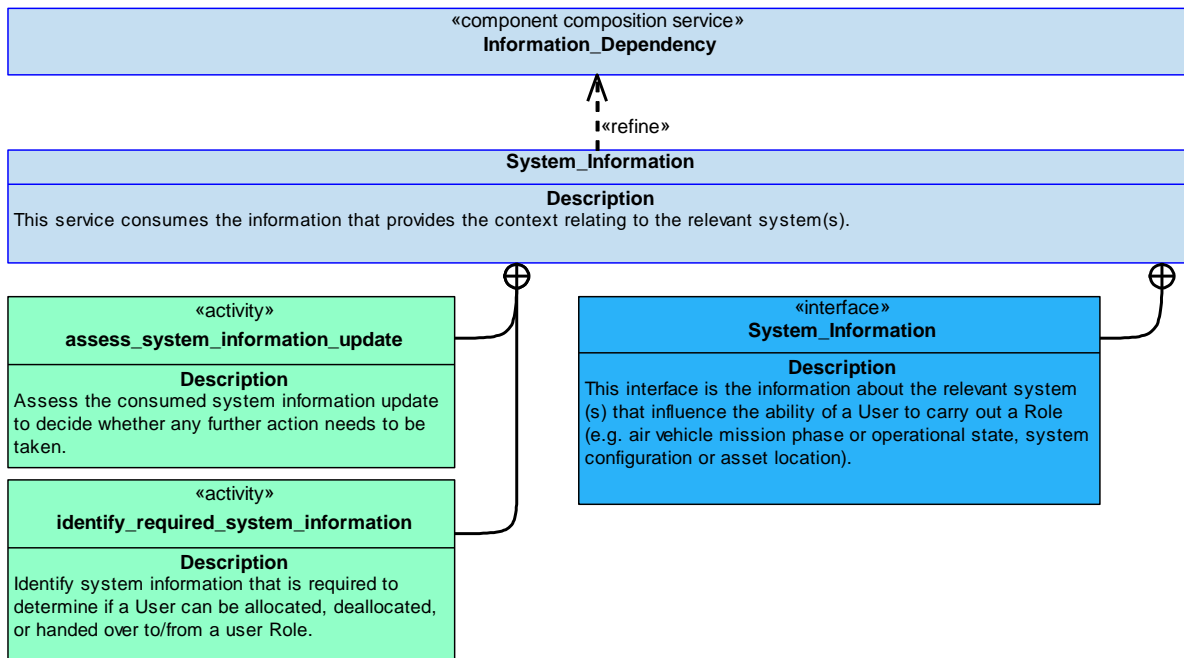 «component composition service»
Information_Dependency
«refine»
System_Information
Description
This service consumes the information that provides the context relating to the relevant system(s).
«activity»
assess_system_information_update
Description
Assess the consumed system information update
to decide whether any further action needs to be
taken.
«interface»
System_Information
Description
This interface is the information about the relevant system
(s) that influence the ability of a User to carry out a Role
(e.g. air vehicle mission phase or operational state, system
configuration or asset location).
«activity»
identify_required_system_information
Description
Identify system information that is required to
determine if a User can be allocated, deallocated,
or handed over to/from a user Role.